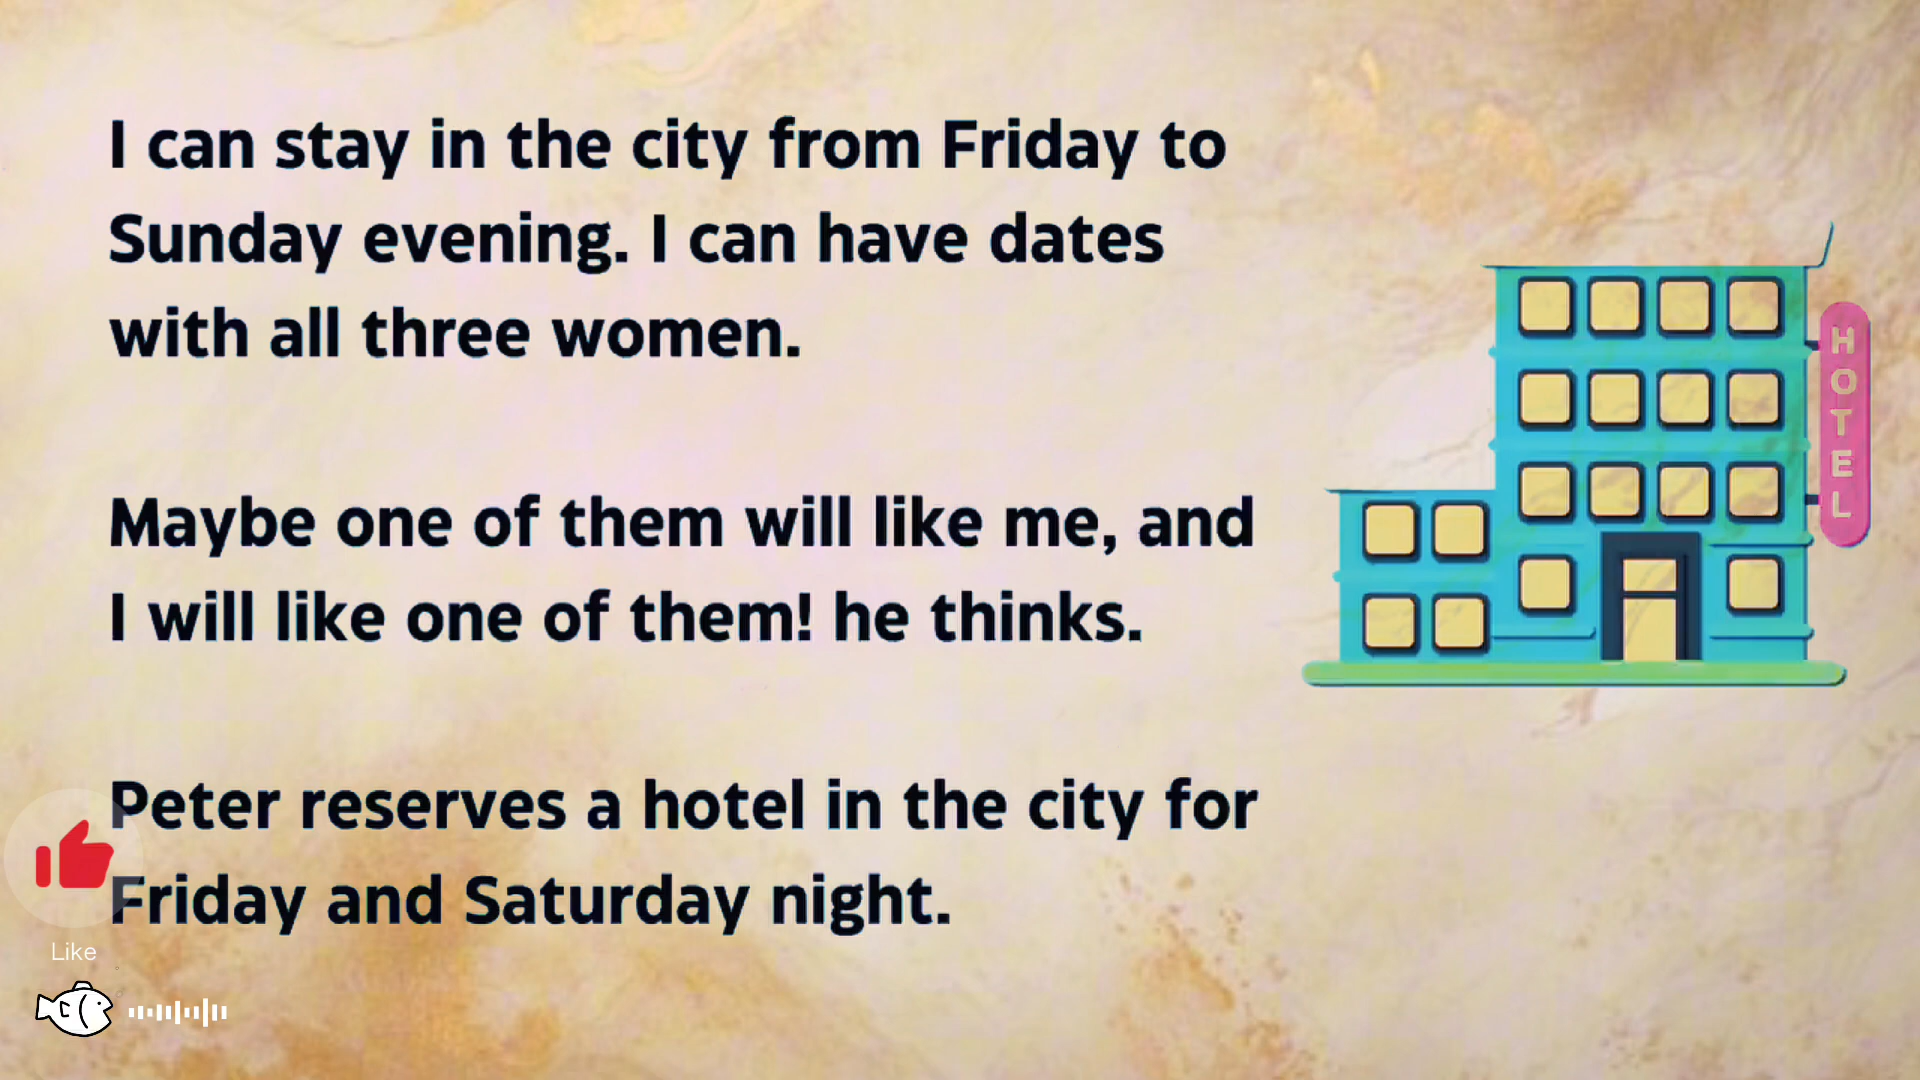 I can stay in the city from Friday to
Sunday evening. I can have dates
with all three women.
Maybe one of them will like me, and
I will like one of them! he thinks.
Peter reserves a hotel in the city for
Friday and Saturday night.
HOTEL
Like